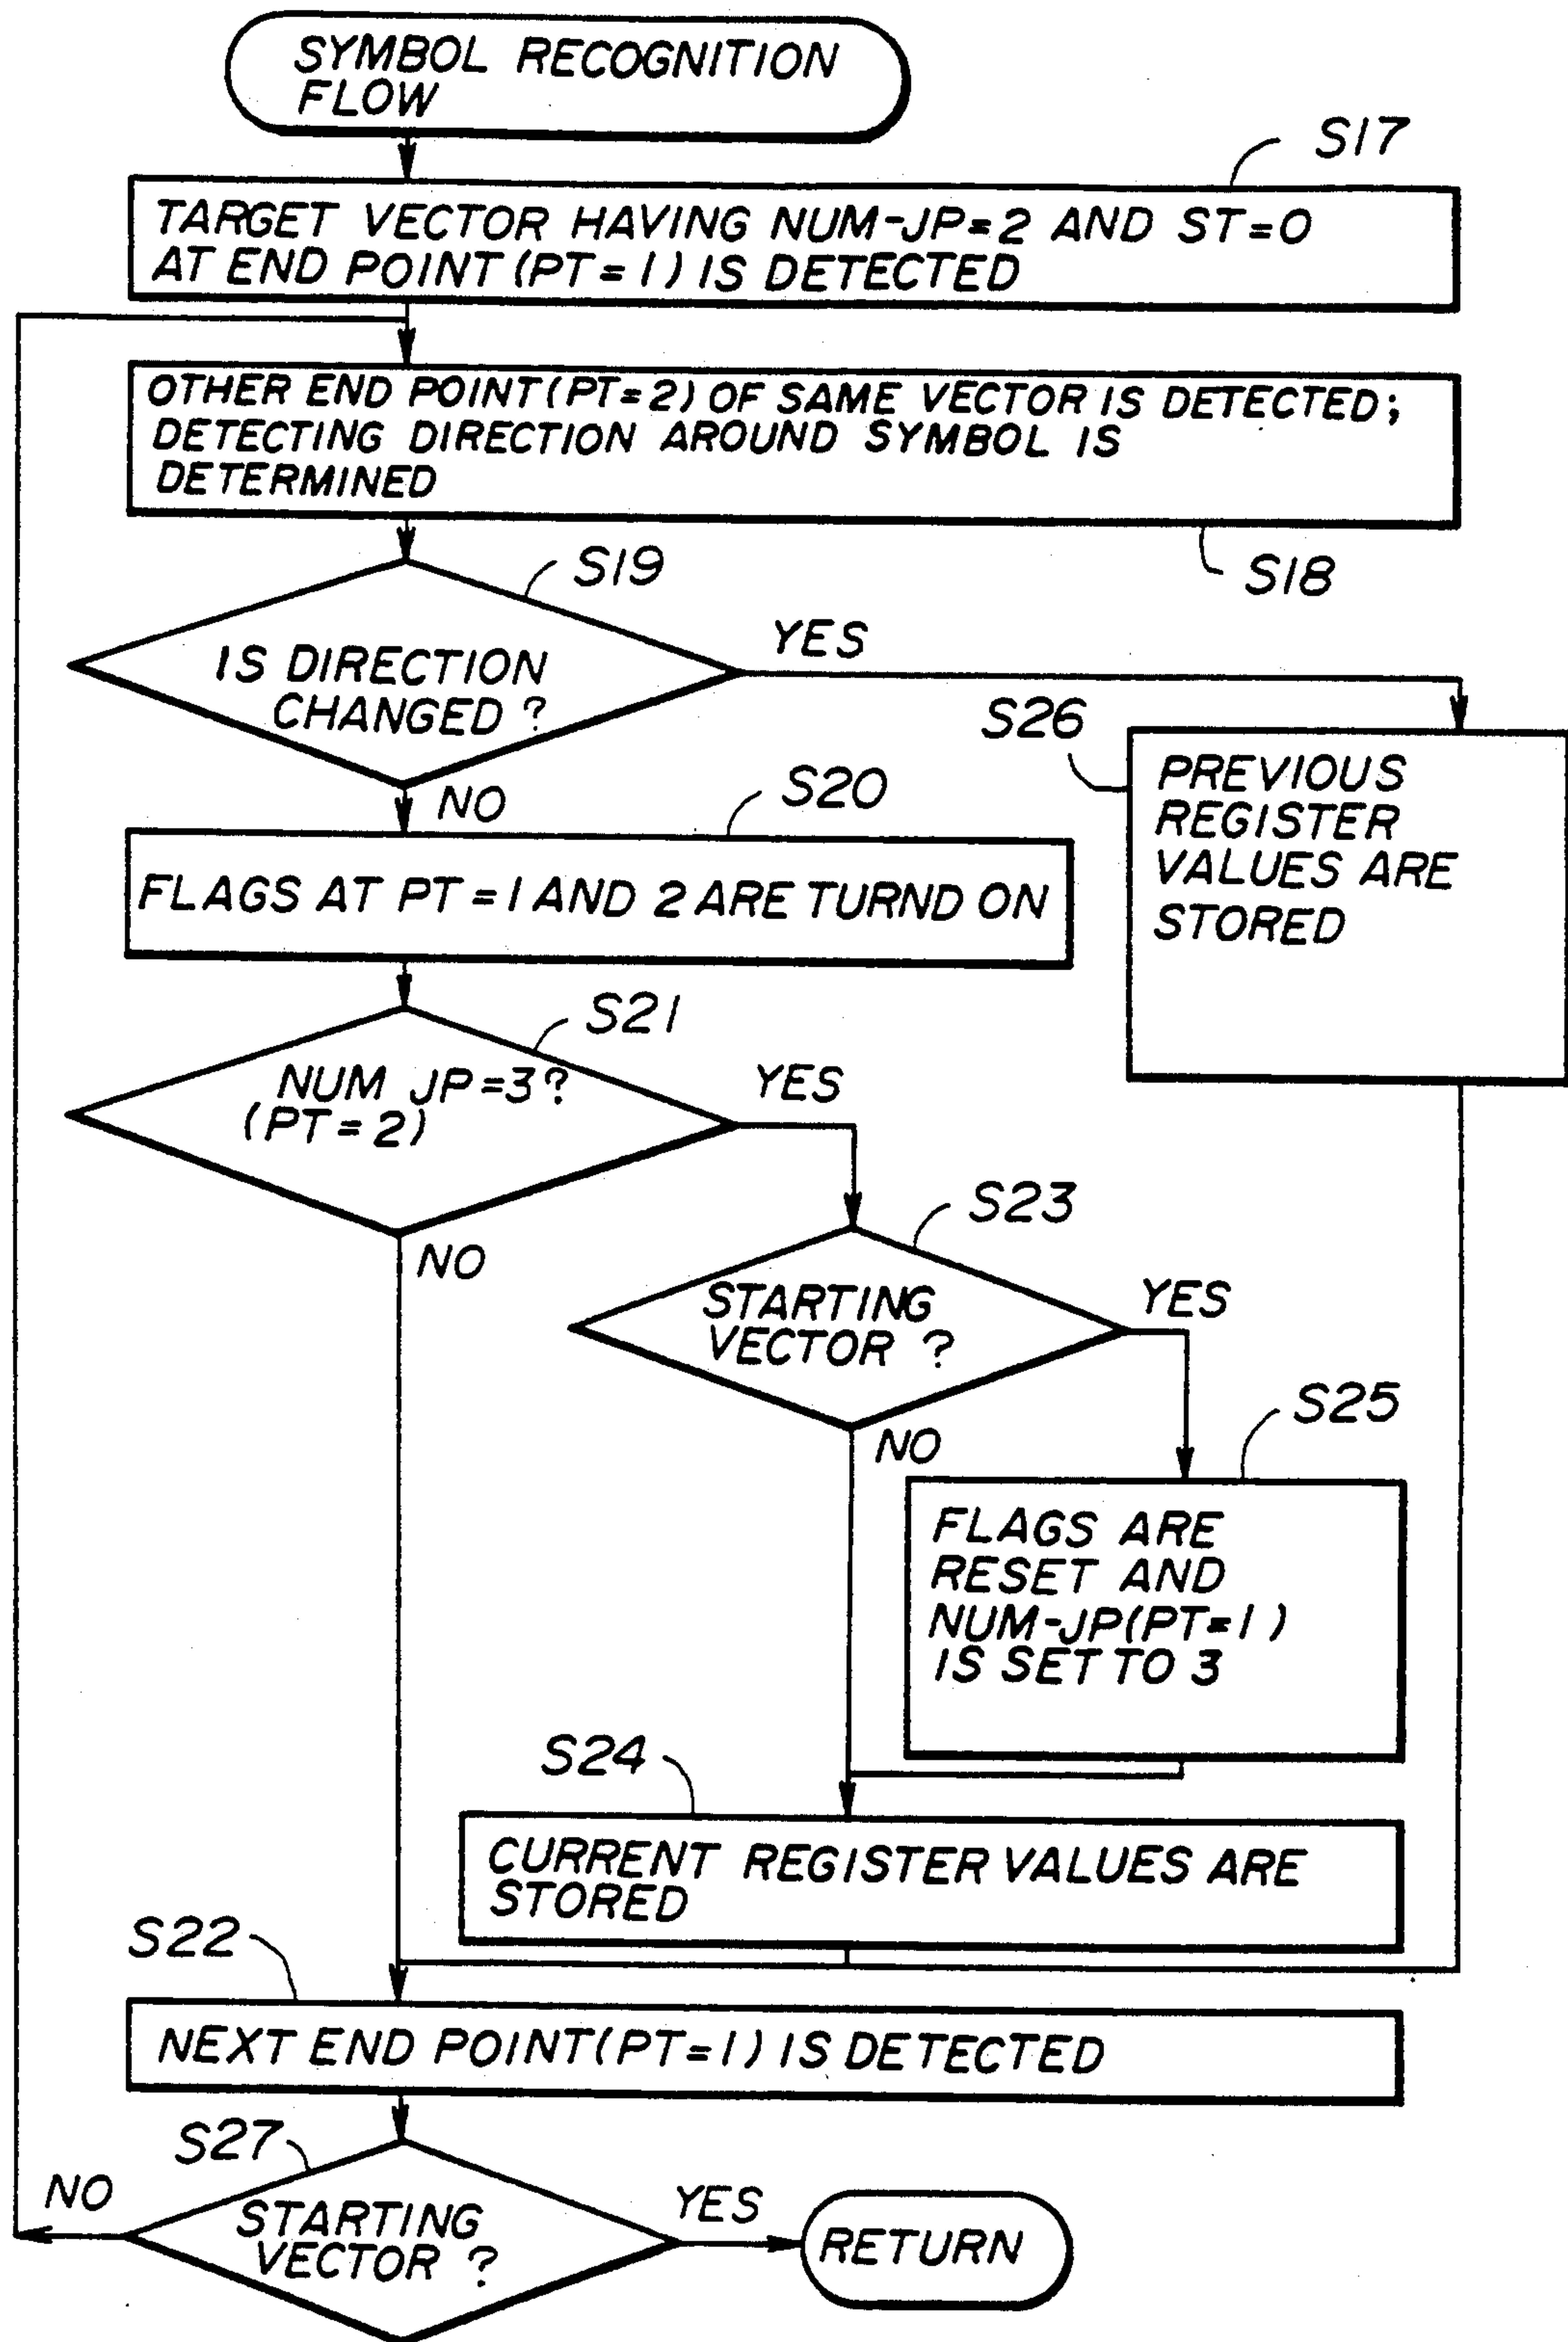 SYMBOL RECOGNITION
FLOW
S17
TARGET VECTOR HAVING NUM-JP=2 AND ST=0
AT END POINT (PT=1) IS DETECTED
OTHER END POINT (PT=2) OF SAME VECTOR IS DETECTED;
DETECTING DIRECTION AROUND SYMBOL IS
DETERMINED
S18
S19
IS DIRECTION
CHANGED ?
YES
NO
S26
PREVIOUS
REGISTER
VALUES ARE
STORED
S20
FLAGS AT PT=1 AND 2 ARE TURND ON
S21
NUM JP=3?
(PT=2)
YES
NO
S23
STARTING
VECTOR ?
YES
NO
S25
FLAGS ARE
RESET AND
NUM-JP(PT=1)
IS SET TO 3
S24
CURRENT REGISTER VALUES ARE
STORED
S22
NEXT END POINT(PT=1) IS DETECTED
S27
STARTING
VECTOR ?
NO
YES
RETURN